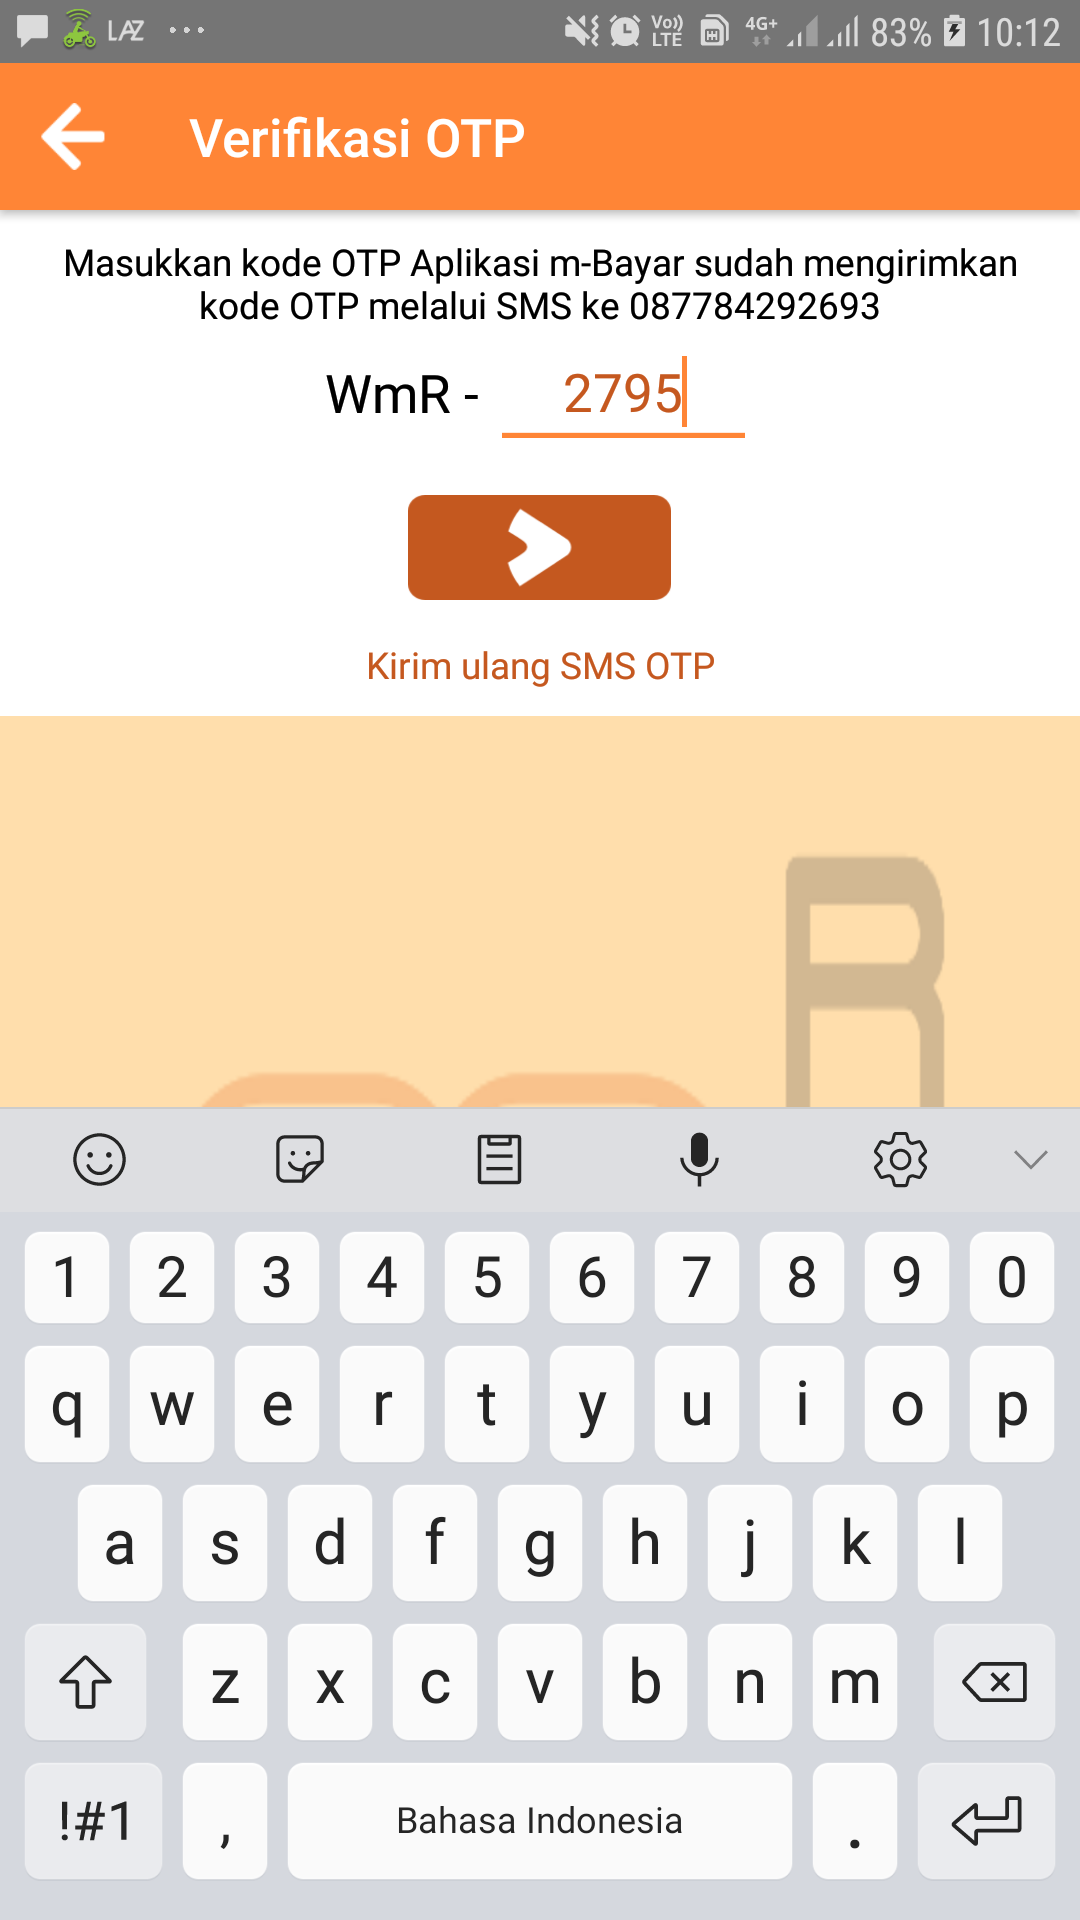 LAZ ... Vo)) LTE 4G+ 83% 10:12
Verifikasi OTP
Masukkan kode OTP Aplikasi m-Bayar sudah mengirimkan
kode OTP melalui SMS ke 087784292693
WmR - 2795
Kirim ulang SMS OTP
R
1 2 3 4 5 6 7 8 9 0
q w e r t y u i o p
a s d f g h j k l
z x c v b n m
!#1 , Bahasa Indonesia .